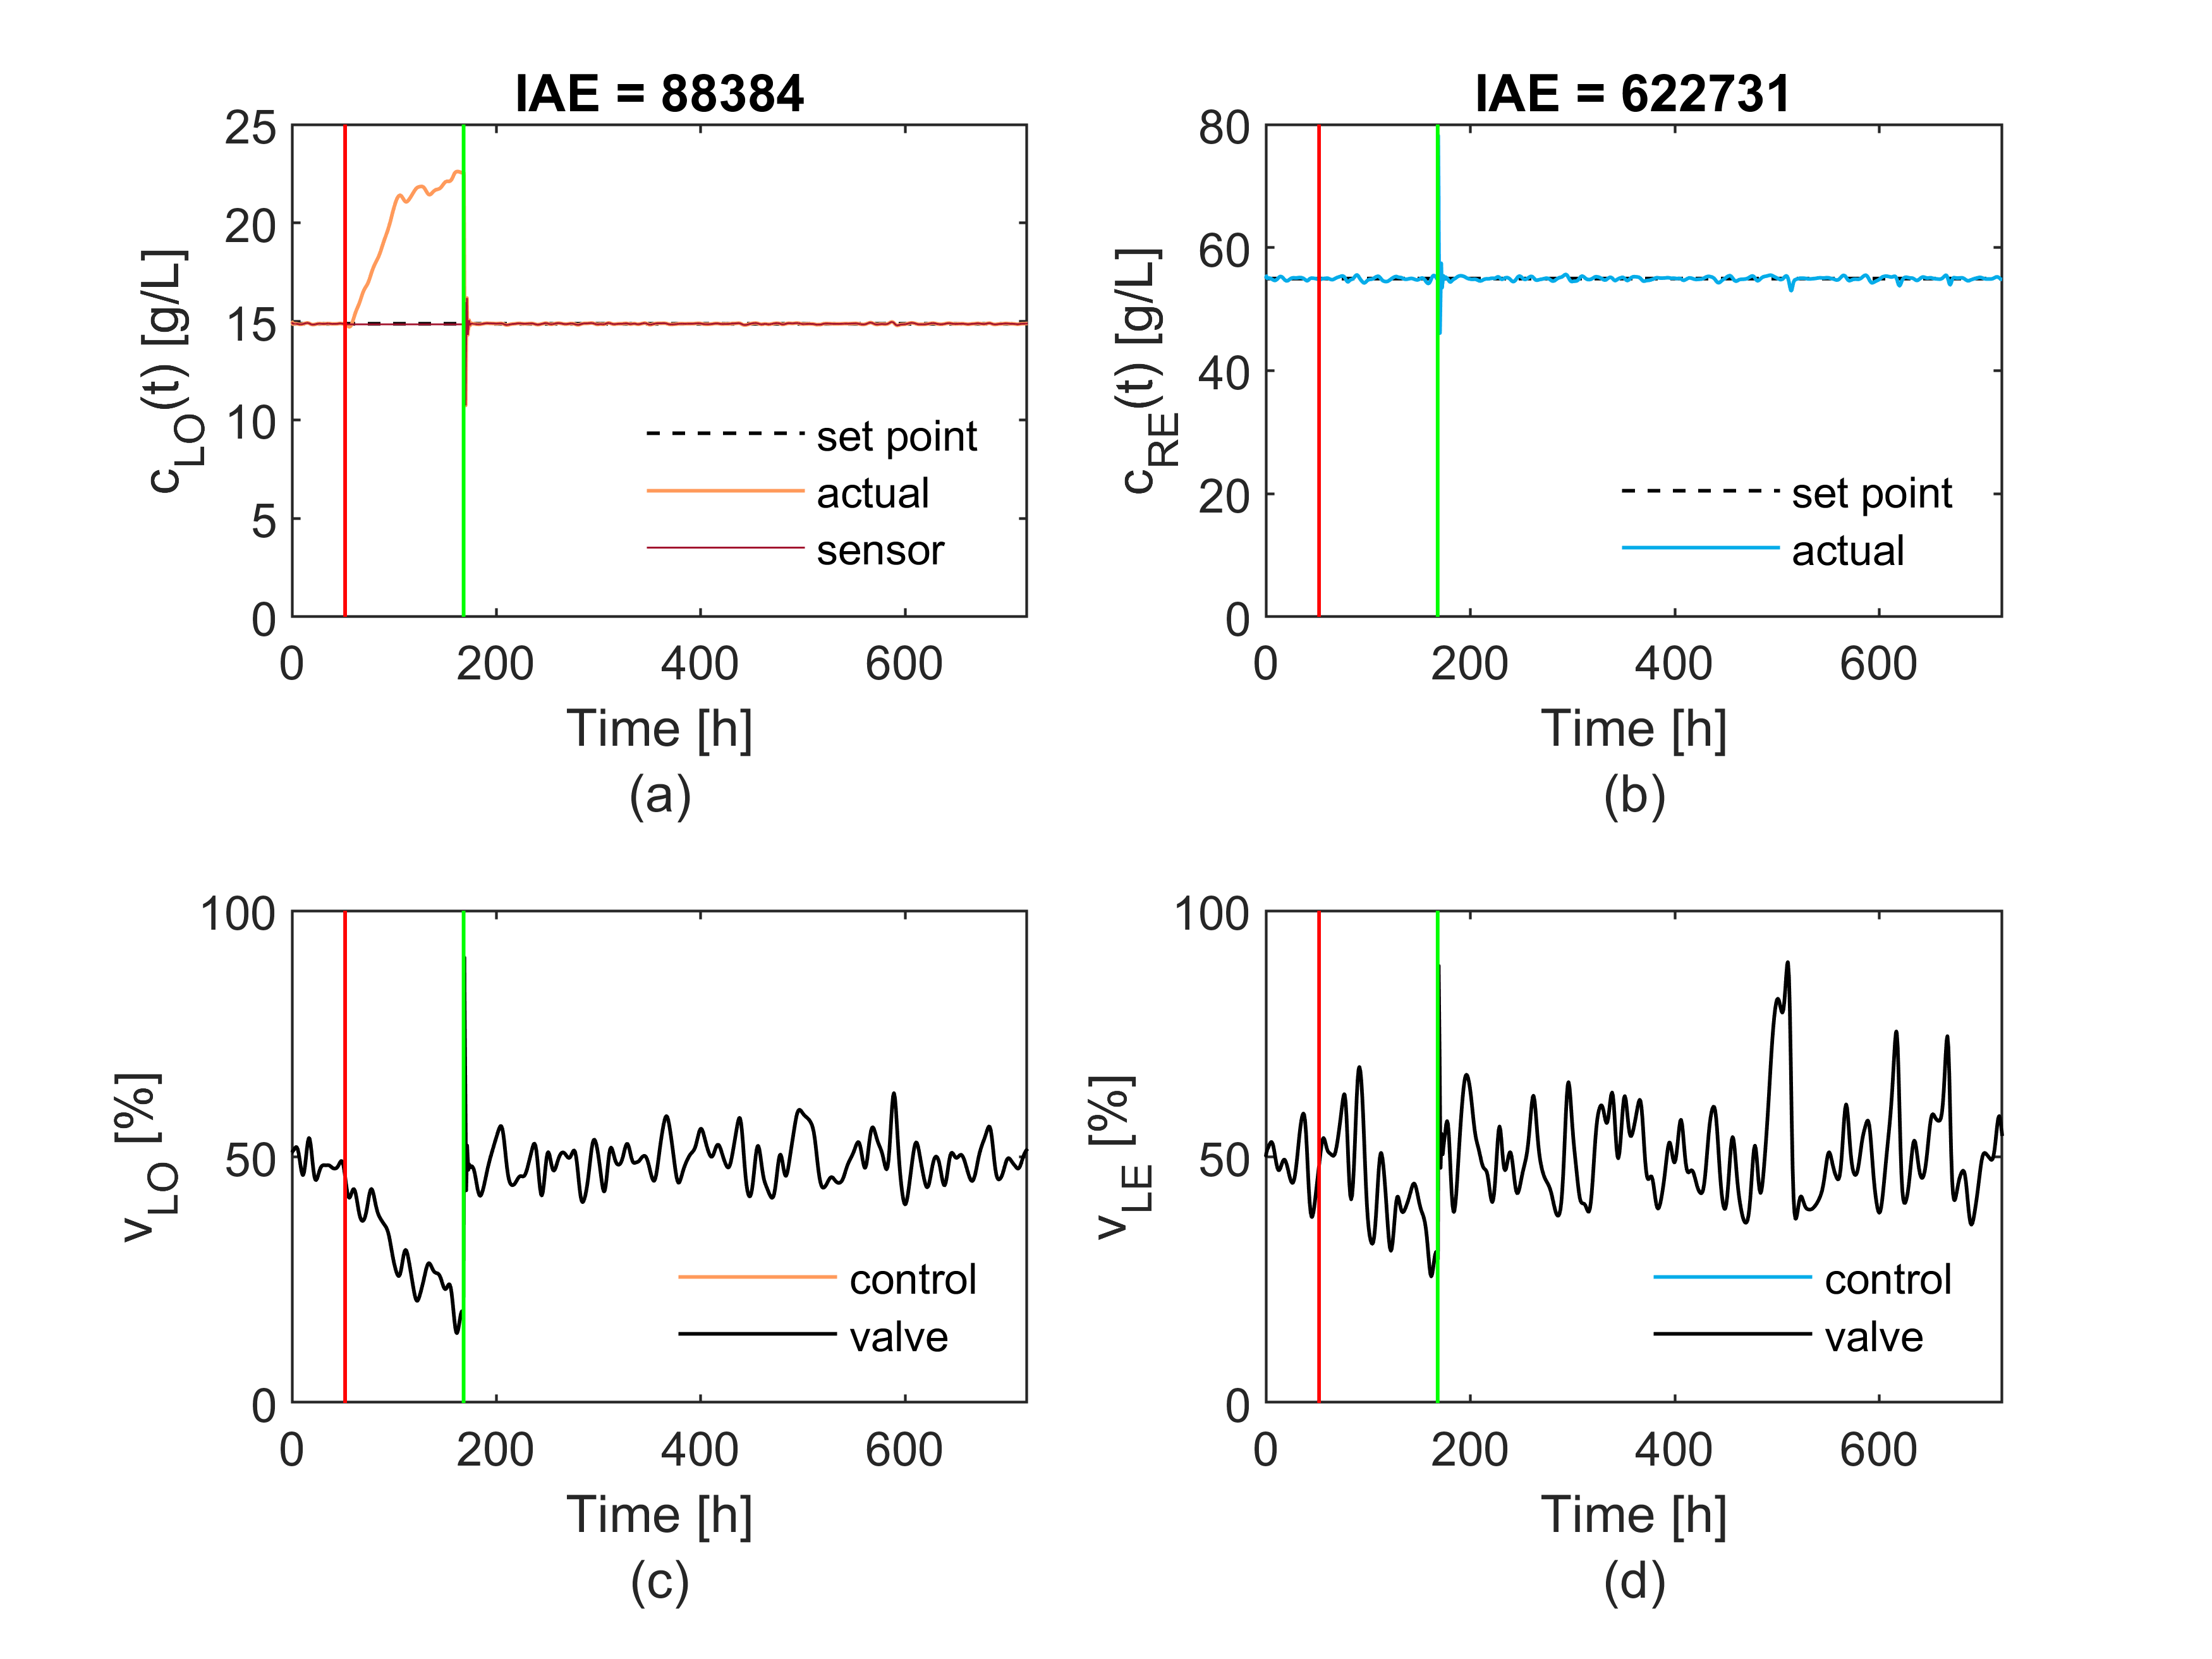 IAE = 88384
25
20
15
10
5
0
c_LO(t) [g/L]
set point
actual
sensor
0 200 400 600
Time [h]
(a)
IAE = 622731
80
60
40
20
0
c_RE(t) [g/L]
set point
actual
0 200 400 600
Time [h]
(b)
100
50
0
v_LO [%]
control
valve
0 200 400 600
Time [h]
(c)
100
50
0
v_LE [%]
control
valve
0 200 400 600
Time [h]
(d)